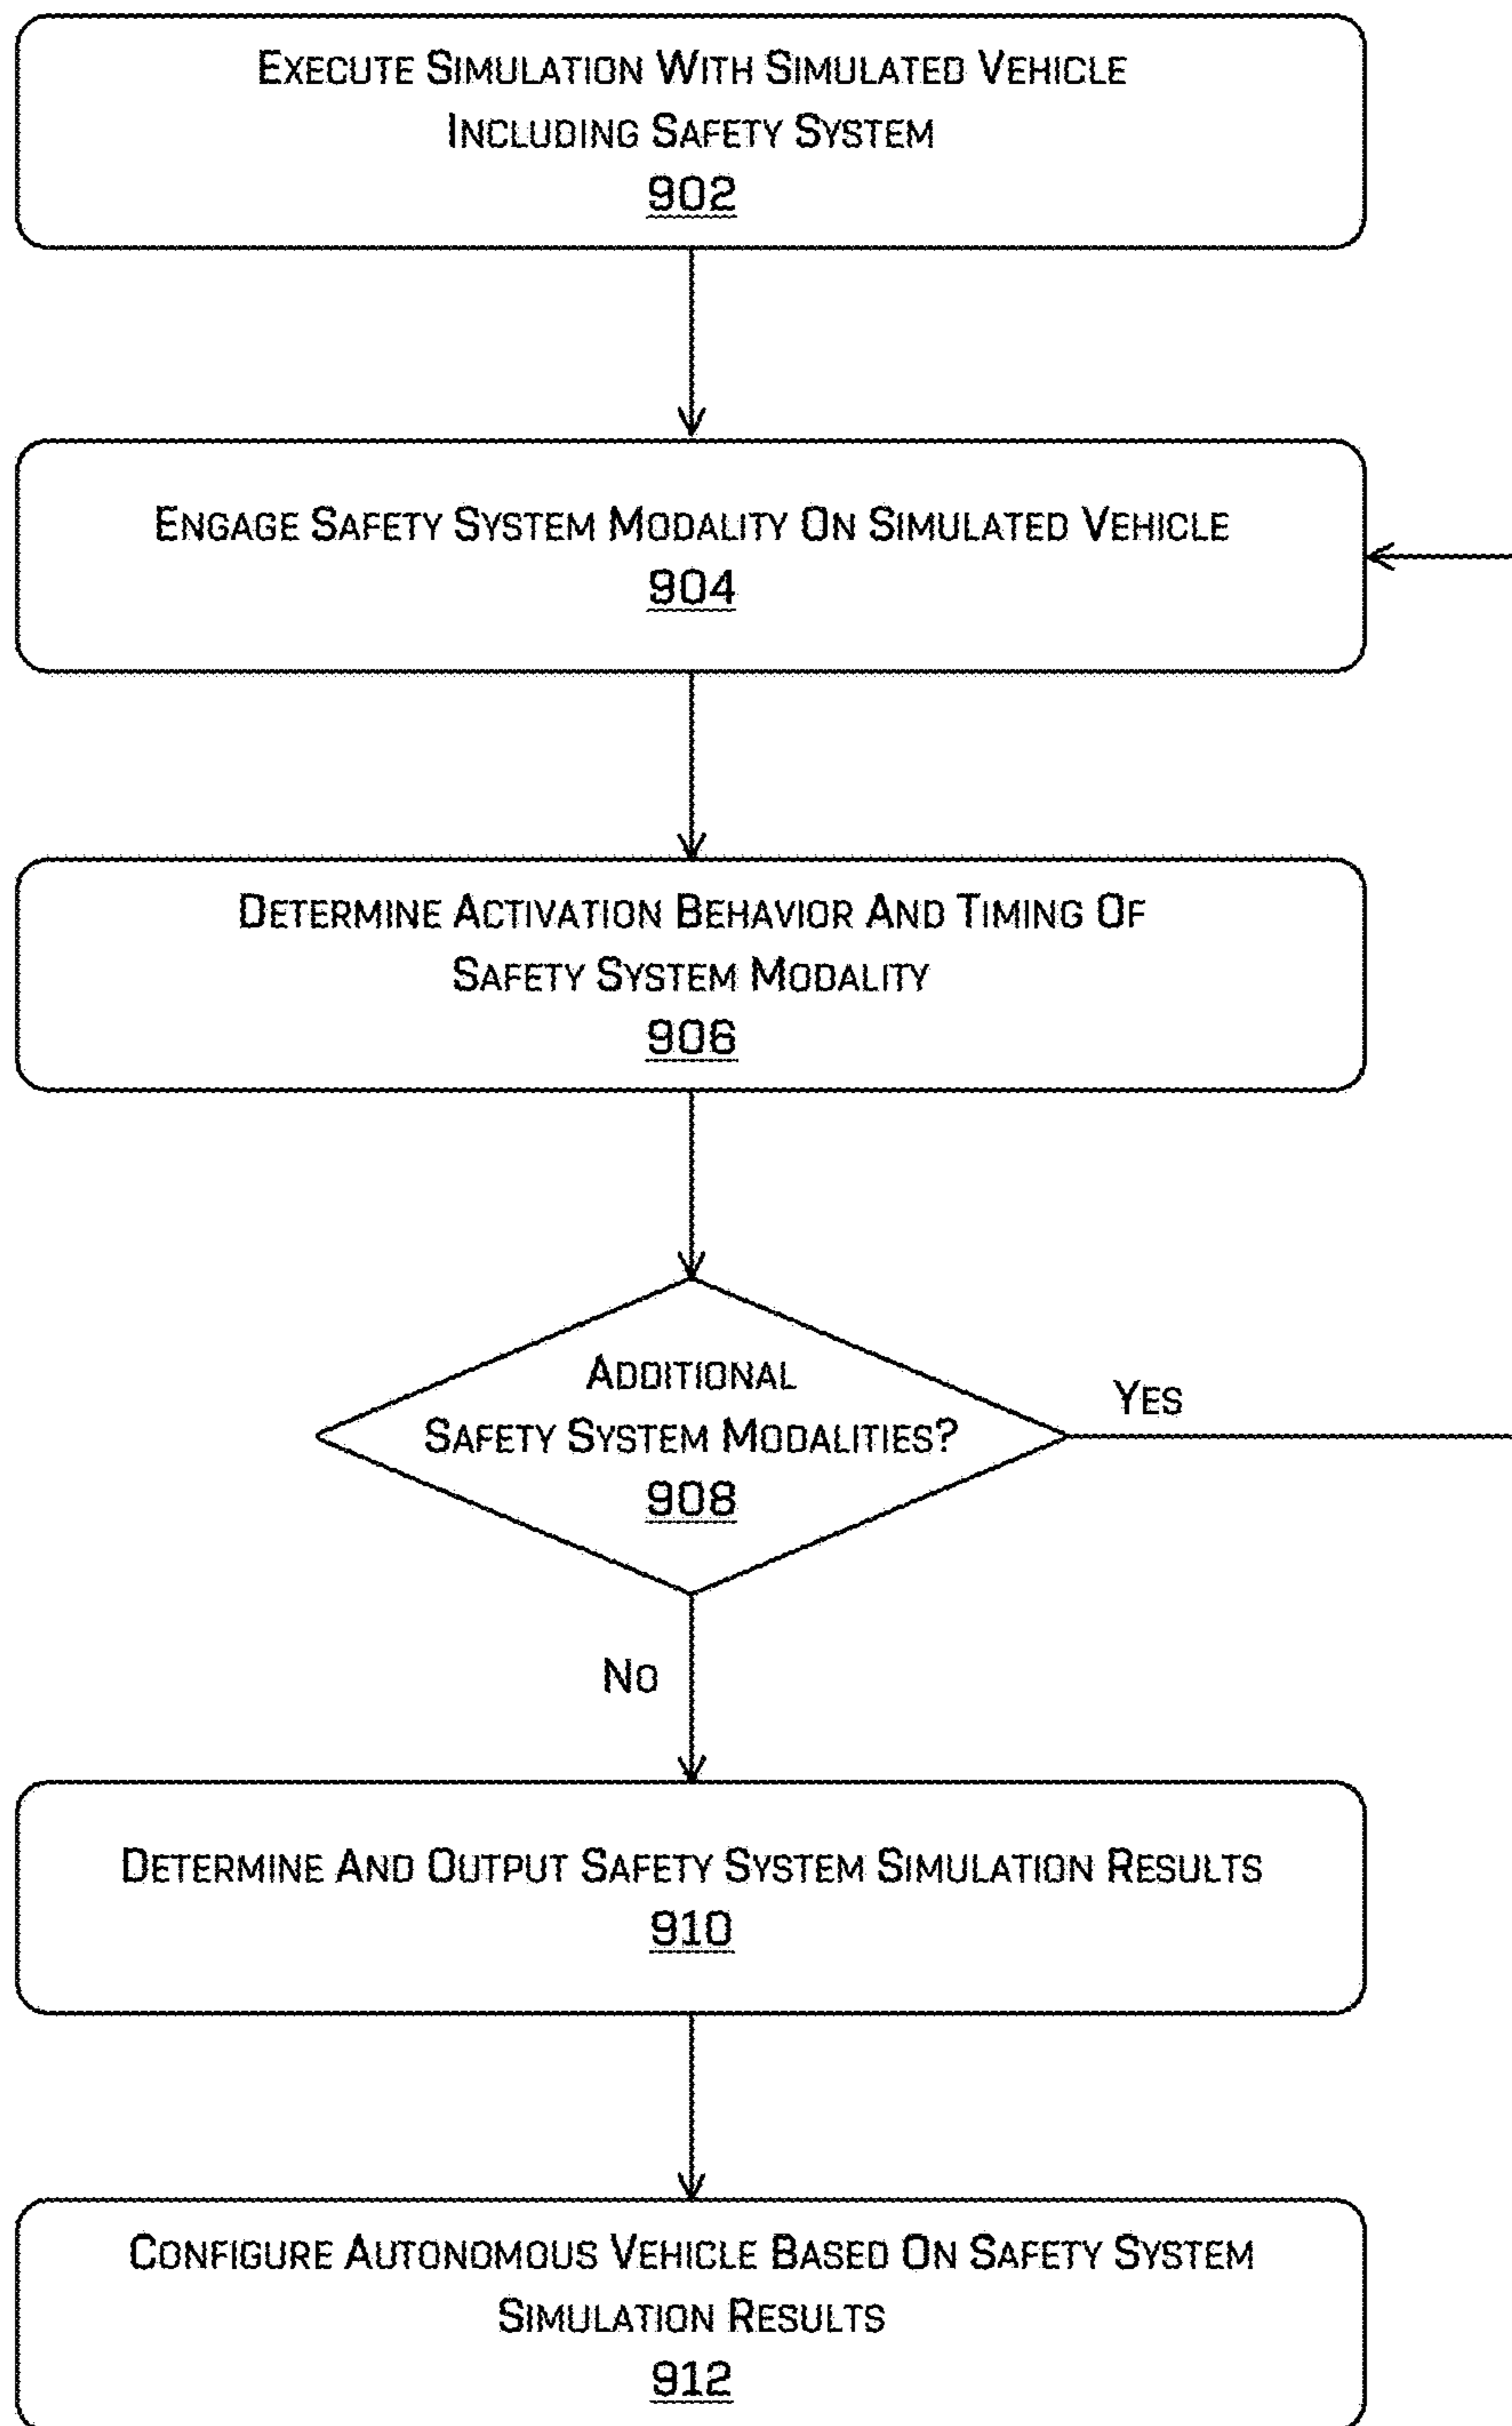 Execute Simulation With Simulated Vehicle
Including Safety System
902
Engage Safety System Modality On Simulated Vehicle
904
Determine Activation Behavior And Timing Of
Safety System Modality
906
Additional
Safety System Modalities?
908
Yes
No
Determine And Output Safety System Simulation Results
910
Configure Autonomous Vehicle Based On Safety System
Simulation Results
912